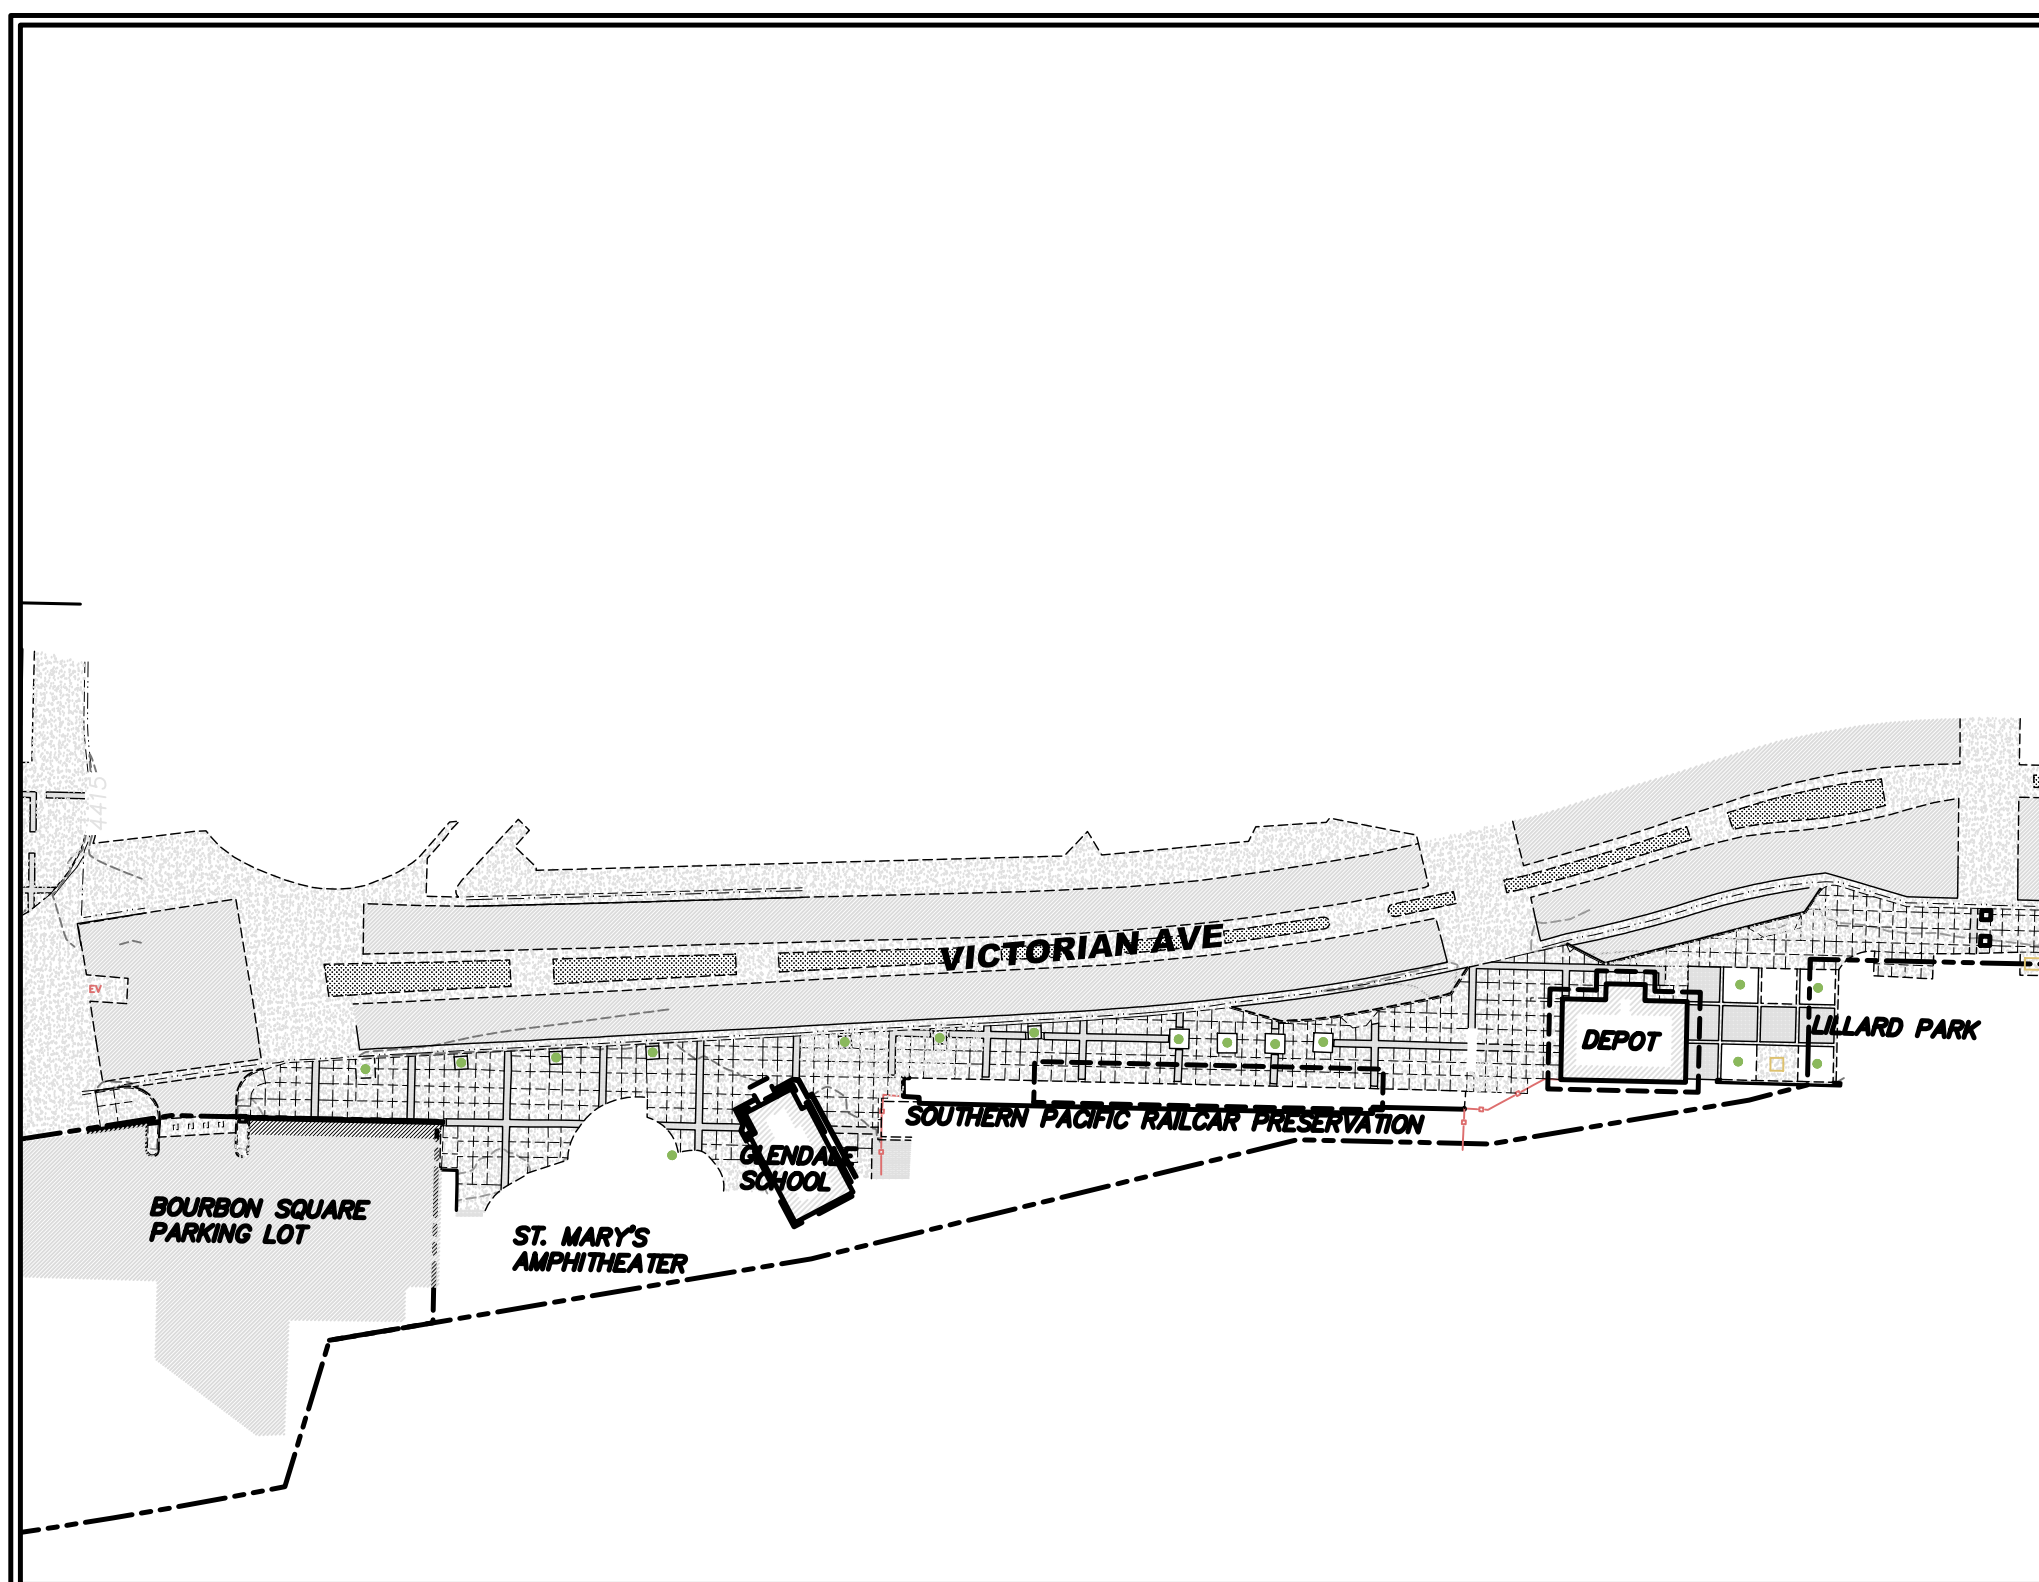 4415
VICTORIAN AVE
EV
LILLARD PARK
DEPOT
SOUTHERN PACIFIC RAILCAR PRESERVATION
GLENDALE
SCHOOL
BOURBON SQUARE
PARKING LOT
ST. MARY'S
AMPHITHEATER